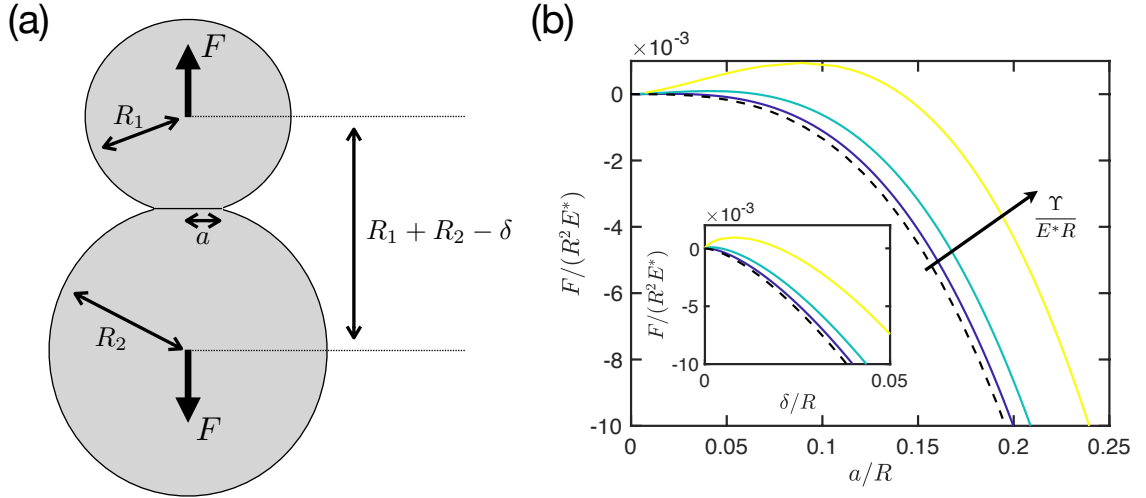 (a)
F
R₁
a
R₁ + R₂ − δ
R₂
F
(b)
×10⁻³
0
-2
-4
-6
-8
-10
F/(R²E*)
0
0.05
0.1
0.15
0.2
0.25
a/R
ϒ
E*R
×10⁻³
0
-5
-10
F/(R²E*)
0
0.05
δ/R